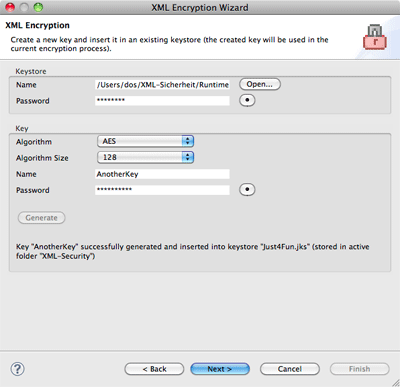 XML Encryption Wizard
XML Encryption
Create a new key and insert it in an existing keystore (the created key will be used in the
current encryption process).
Keystore
Name /Users/dos/XML-Sicherheit/Runtime Open...
Password ********
Key
Algorithm AES
Algorithm Size 128
Name AnotherKey
Password **********
Generate
Key "AnotherKey" successfully generated and inserted into keystore "Just4Fun.jks" (stored in active
folder "XML-Security")
? < Back Next > Cancel Finish